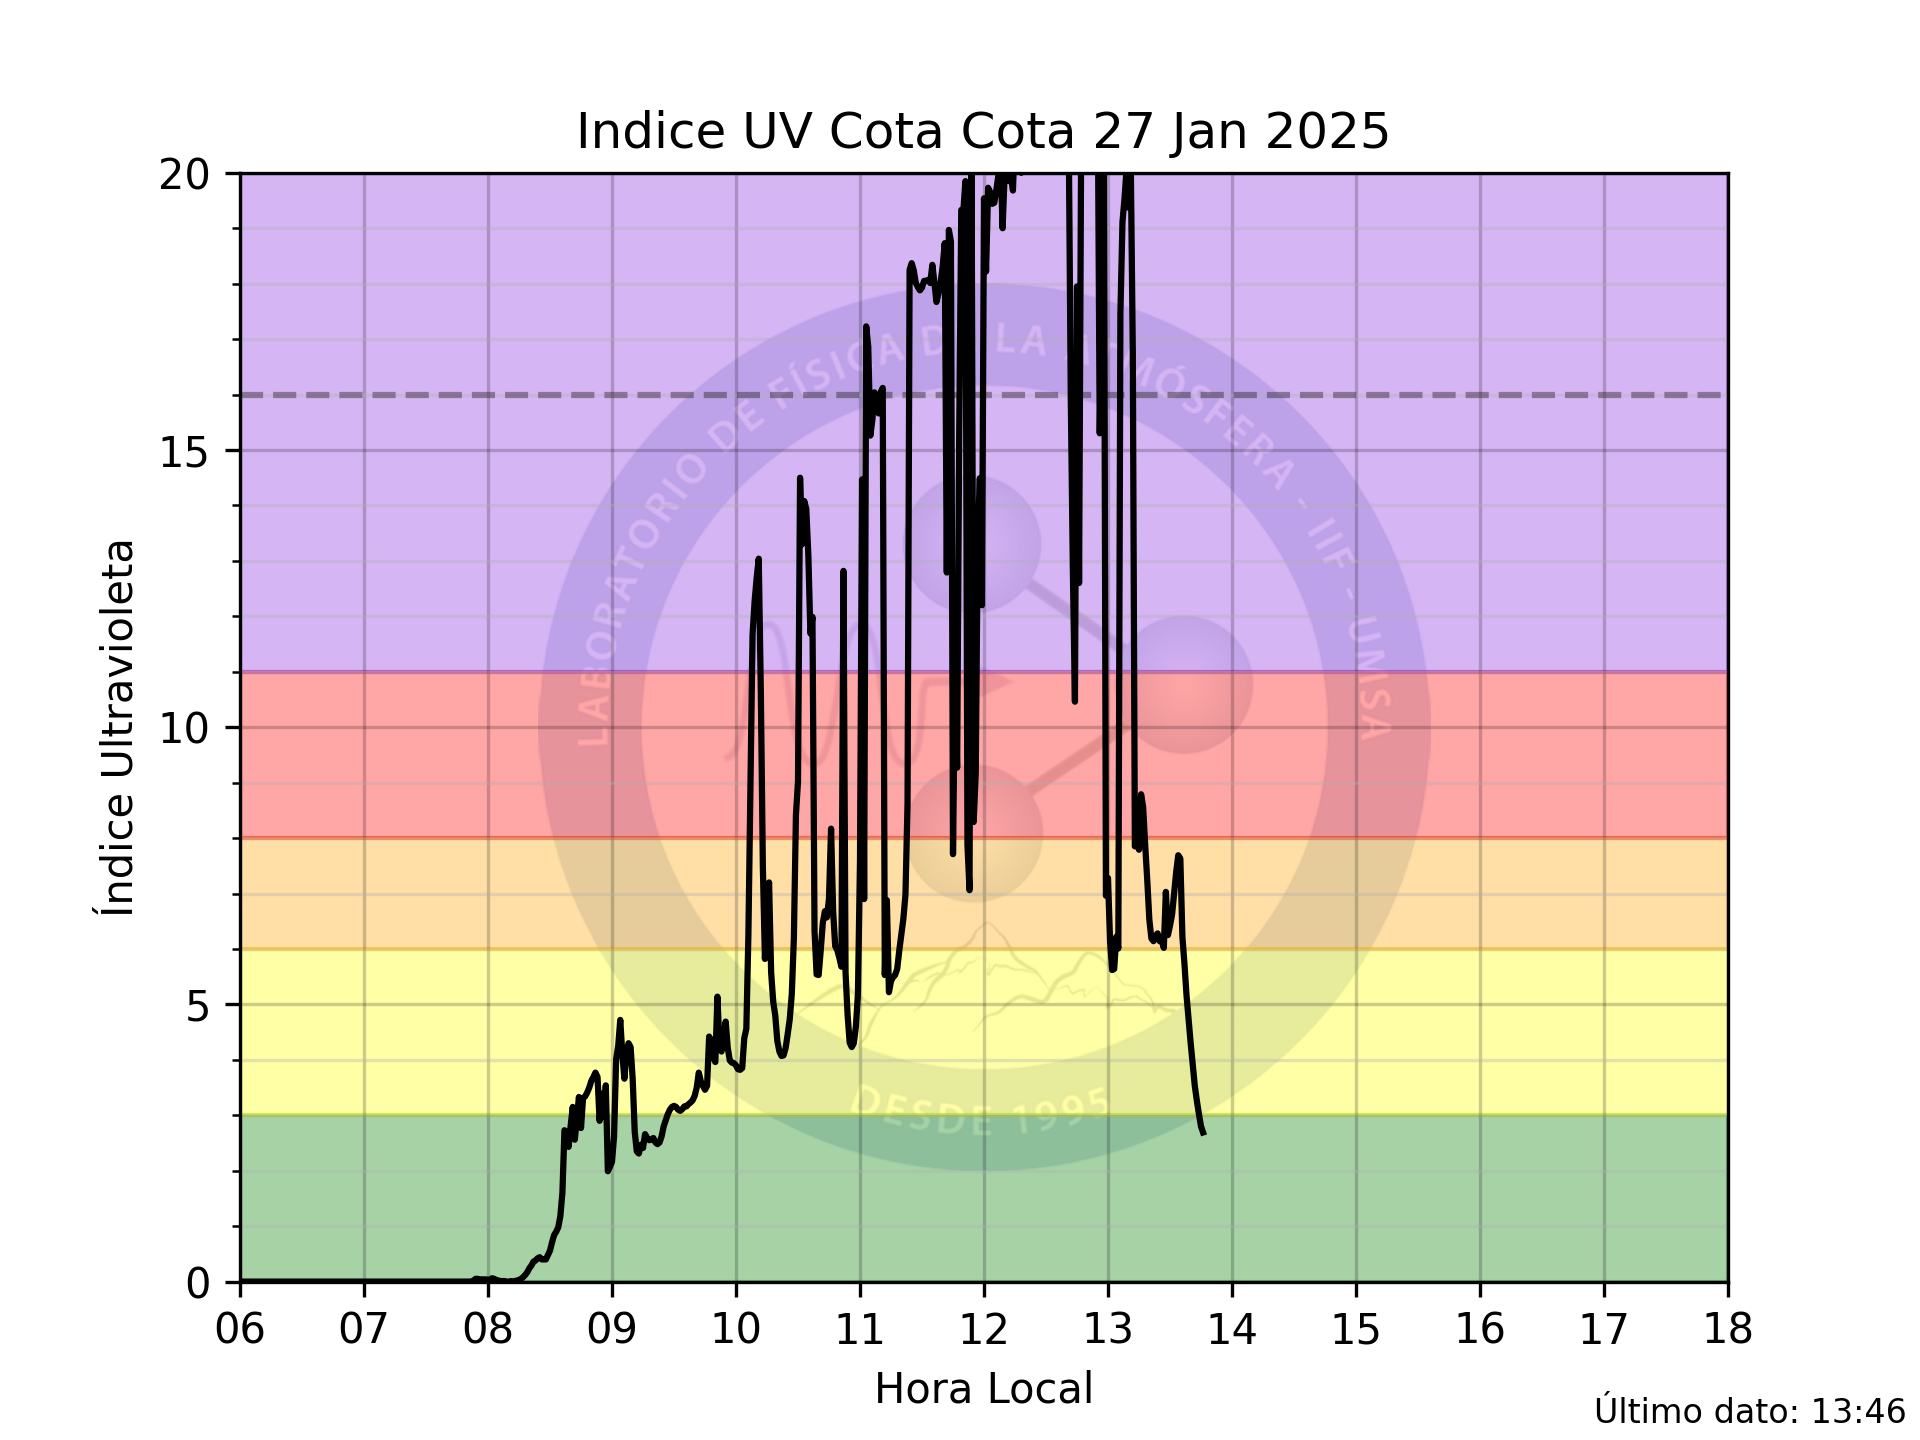 Indice UV Cota Cota 27 Jan 2025
20
15
10
5
0
Índice Ultravioleta
LABORATORIO DE FÍSICA DE LA ATMÓSFERA - IIF - UMSA
DESDE 1995
06 07 08 09 10 11 12 13 14 15 16 17 18
Hora Local
Último dato: 13:46